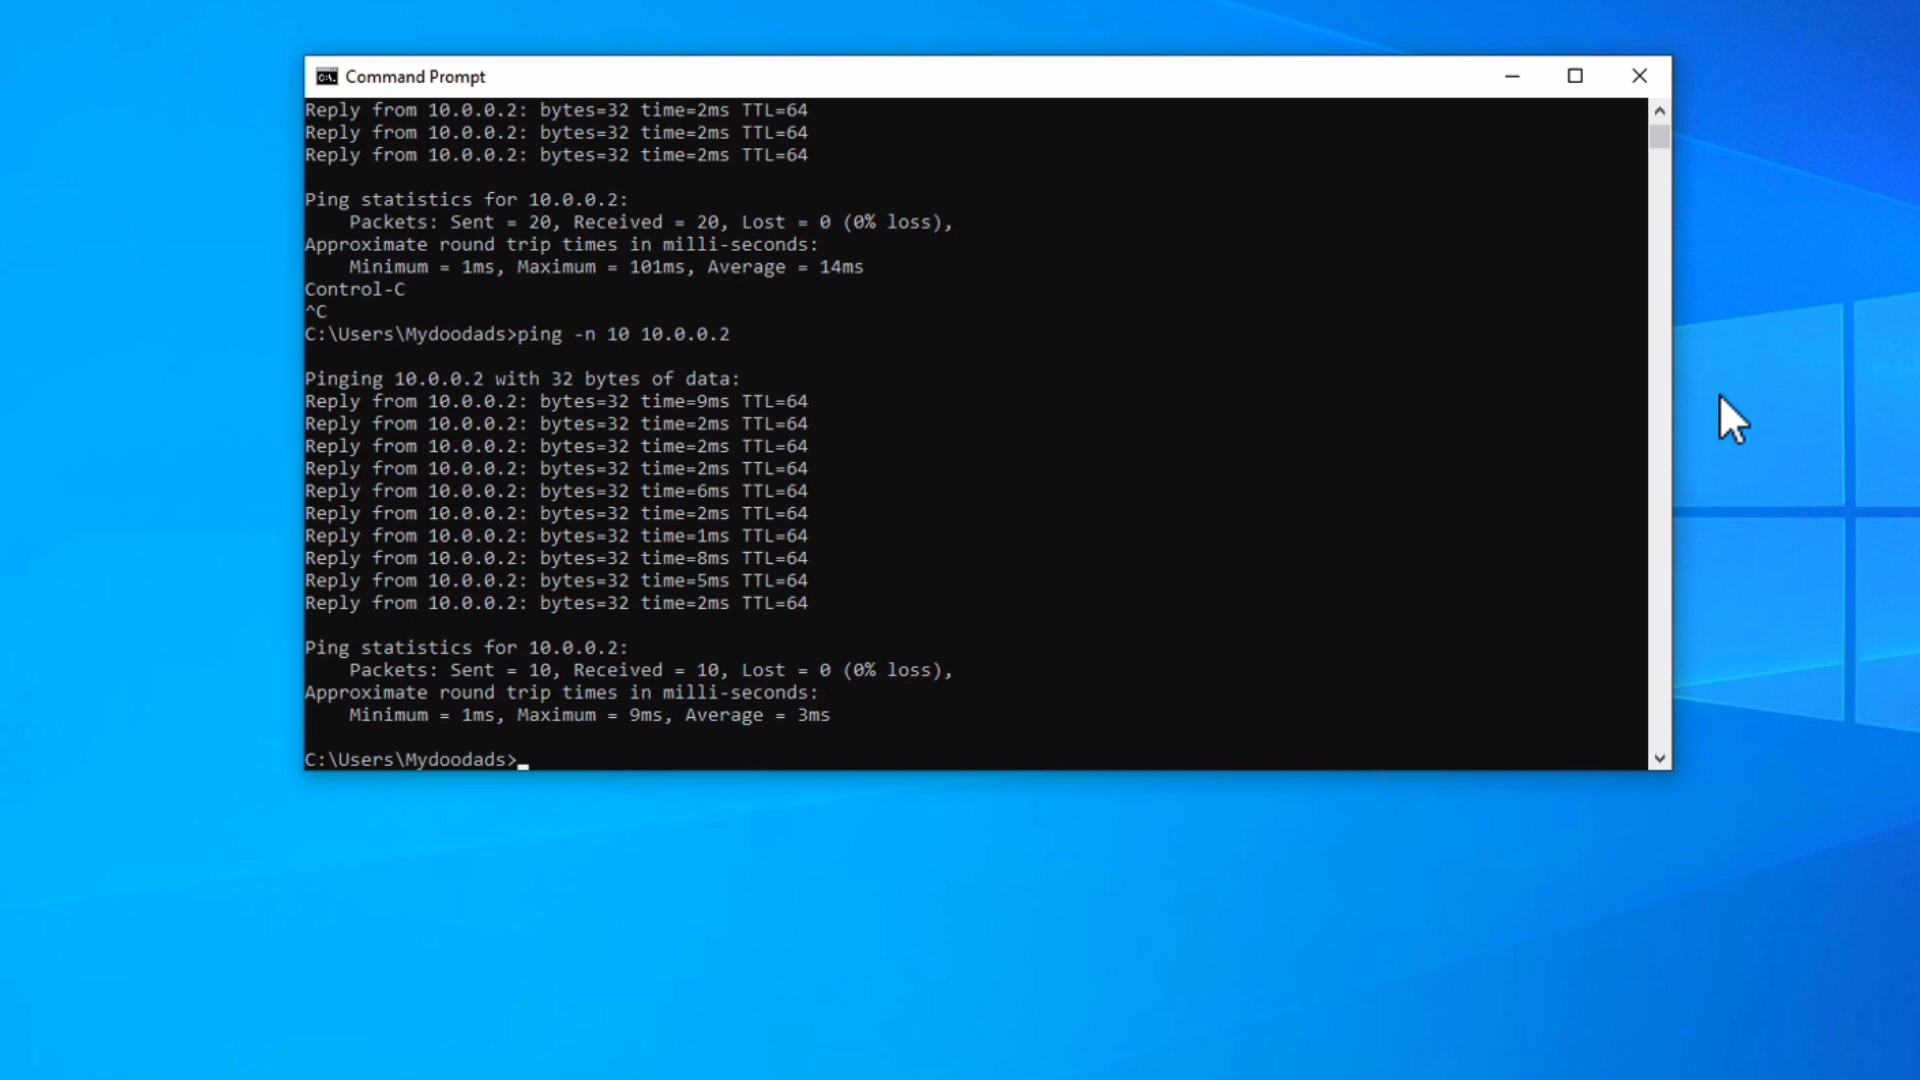 Command Prompt
Reply from 10.0.0.2: bytes=32 time=2ms TTL=64
Reply from 10.0.0.2: bytes=32 time=2ms TTL=64
Reply from 10.0.0.2: bytes=32 time=2ms TTL=64
Ping statistics for 10.0.0.2:
    Packets: Sent = 20, Received = 20, Lost = 0 (0% loss),
Approximate round trip times in milli-seconds:
    Minimum = 1ms, Maximum = 101ms, Average = 14ms
Control-C
^C
C:\Users\Mydoodads>ping -n 10 10.0.0.2
Pinging 10.0.0.2 with 32 bytes of data:
Reply from 10.0.0.2: bytes=32 time=9ms TTL=64
Reply from 10.0.0.2: bytes=32 time=2ms TTL=64
Reply from 10.0.0.2: bytes=32 time=2ms TTL=64
Reply from 10.0.0.2: bytes=32 time=2ms TTL=64
Reply from 10.0.0.2: bytes=32 time=6ms TTL=64
Reply from 10.0.0.2: bytes=32 time=2ms TTL=64
Reply from 10.0.0.2: bytes=32 time=1ms TTL=64
Reply from 10.0.0.2: bytes=32 time=8ms TTL=64
Reply from 10.0.0.2: bytes=32 time=5ms TTL=64
Reply from 10.0.0.2: bytes=32 time=2ms TTL=64
Ping statistics for 10.0.0.2:
    Packets: Sent = 10, Received = 10, Lost = 0 (0% loss),
Approximate round trip times in milli-seconds:
    Minimum = 1ms, Maximum = 9ms, Average = 3ms
C:\Users\Mydoodads>